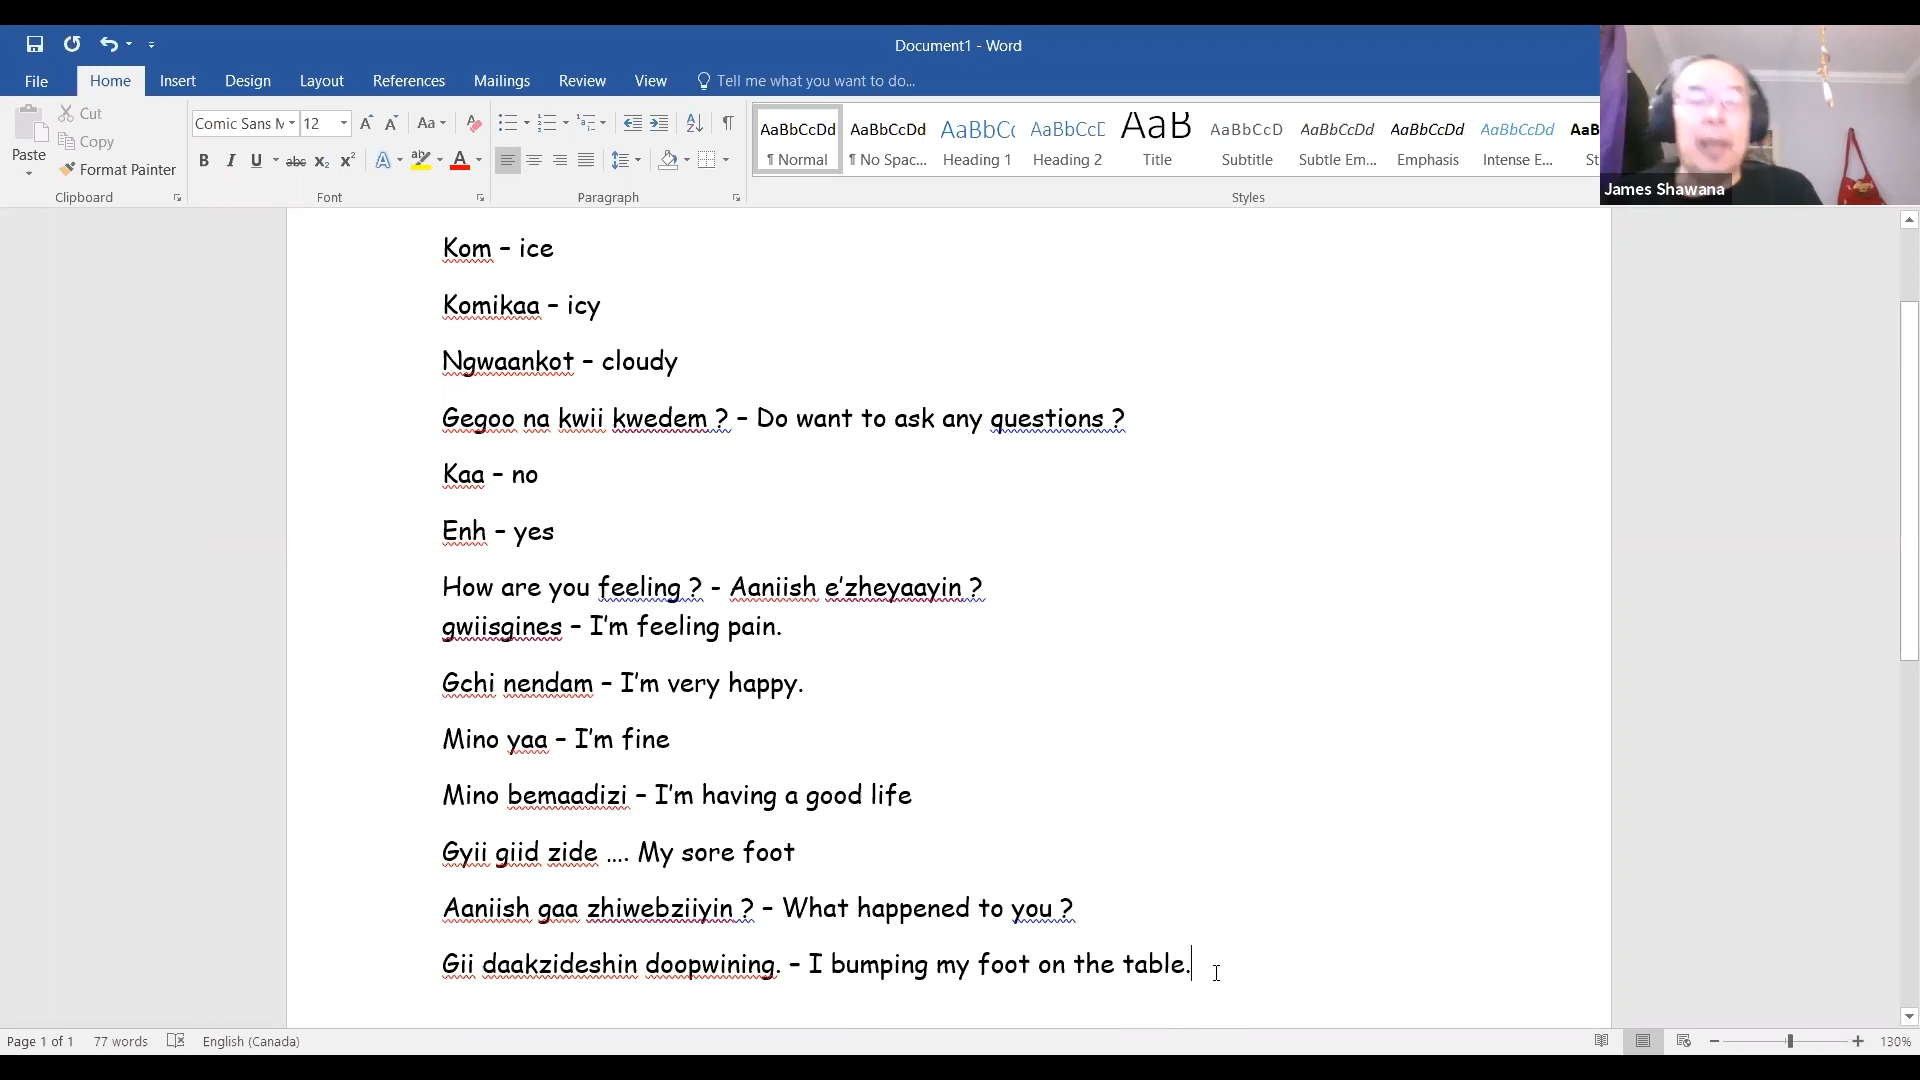 Document1 - Word
File Home Insert Design Layout References Mailings Review View Tell me what you want to do...
Paste
Cut
Copy
Format Painter
Clipboard
Comic Sans M 12
Font
Paragraph
AaBbCcDd AaBbCcDd AaBbCc AaBbCcD AaB AaBbCcD AaBbCcDd AaBbCcDd AaBbCcDd AaB
¶ Normal ¶ No Spac... Heading 1 Heading 2 Title Subtitle Subtle Em... Emphasis Intense E... St
Styles
James Shawana
Kom – ice
Komikaa – icy
Ngwaankot – cloudy
Gegoo na kwii kwedem ? – Do want to ask any questions ?
Kaa – no
Enh – yes
How are you feeling ? - Aaniish e’zheyaayin ?
gwiisgines – I’m feeling pain.
Gchi nendam – I’m very happy.
Mino yaa – I’m fine
Mino bemaadizi – I’m having a good life
Gyii giid zide …. My sore foot
Aaniish gaa zhiwebziiyin ? – What happened to you ?
Gii daakzideshin doopwining. – I bumping my foot on the table.
Page 1 of 1 77 words English (Canada) 130%